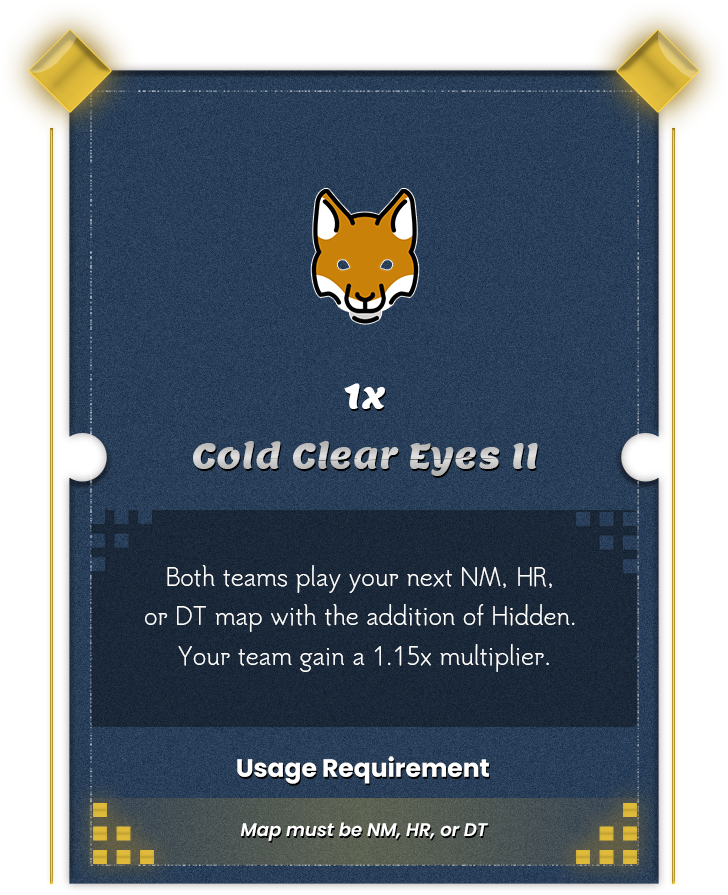 1x
Cold Clear Eyes II
Both teams play your next NM, HR,
or DT map with the addition of Hidden.
Your team gain a 1.15x multiplier.
Usage Requirement
Map must be NM, HR, or DT